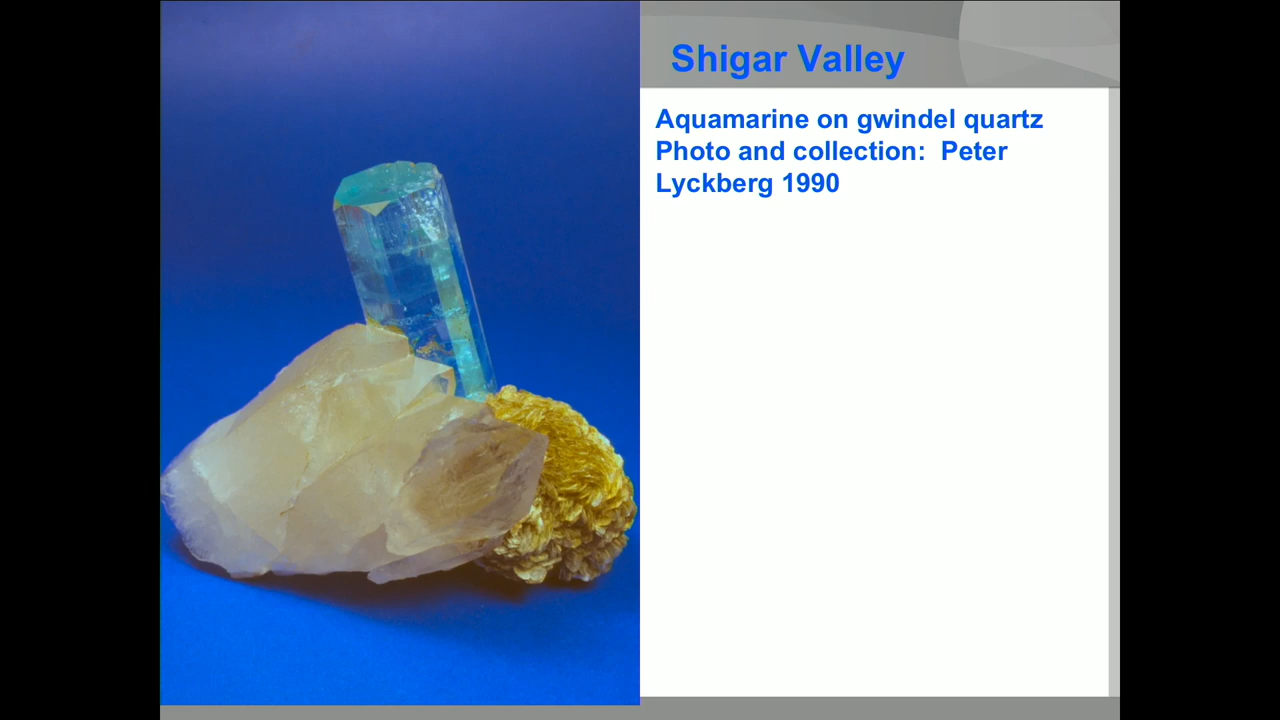 Shigar Valley
Aquamarine on gwindel quartz
Photo and collection:  Peter
Lyckberg 1990